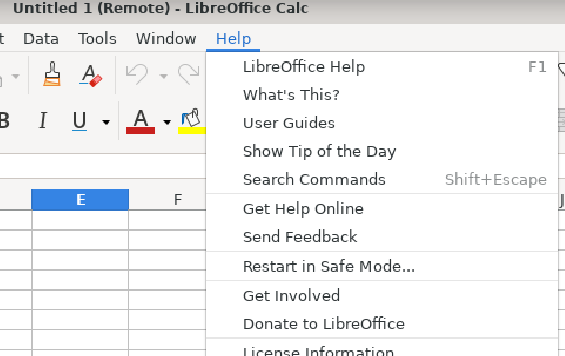 Untitled 1 (Remote) - LibreOffice Calc
t Data Tools Window Help
LibreOffice Help F1
What's This?
B I U A User Guides
Show Tip of the Day
Search Commands Shift+Escape
E F Get Help Online J
Send Feedback
Restart in Safe Mode...
Get Involved
Donate to LibreOffice
License Information